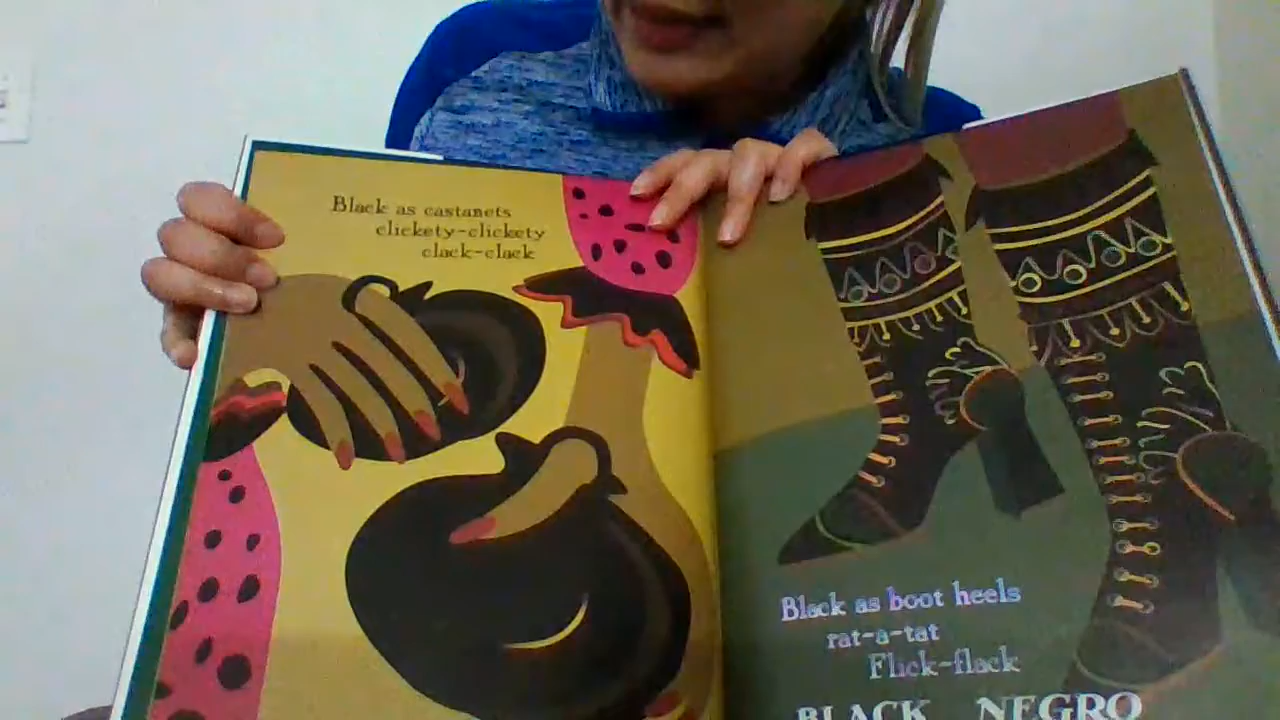 Black as castanets
clickety-clickety
clack-clack
Black as boot heels
rat-a-tat
Flick-flack
BLACK NEGRO